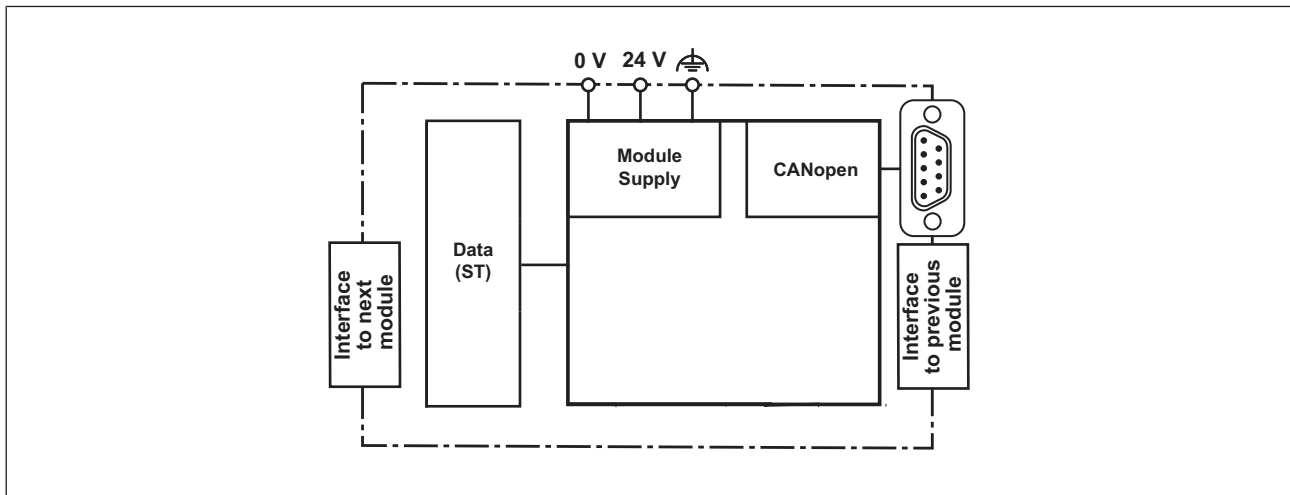 0 V 24 V
Module
Supply
CANopen
Data
(ST)
Interface
to next
module
Interface
to previous
module